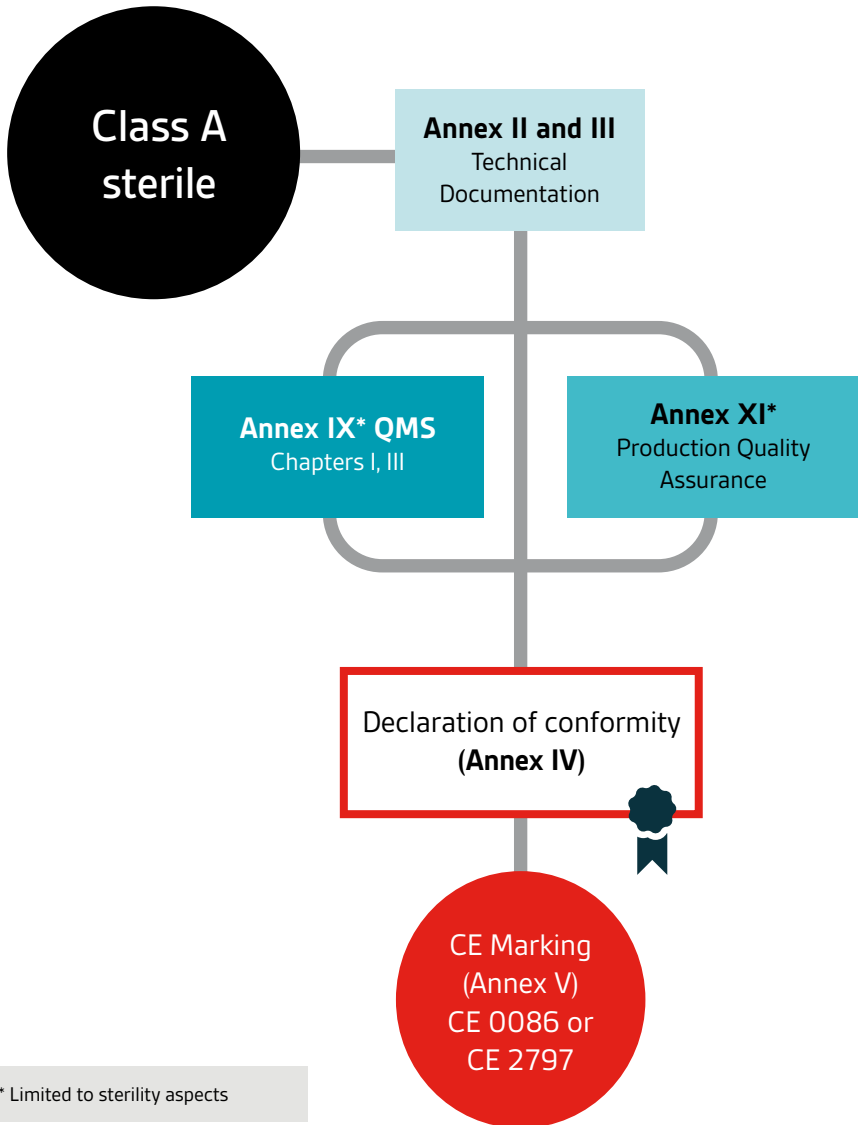 Class A
sterile
Annex II and III
Technical
Documentation
Annex IX* QMS
Chapters I, III
Annex XI*
Production Quality
Assurance
Declaration of conformity
(Annex IV)
CE Marking
(Annex V)
CE 0086 or
CE 2797
* Limited to sterility aspects